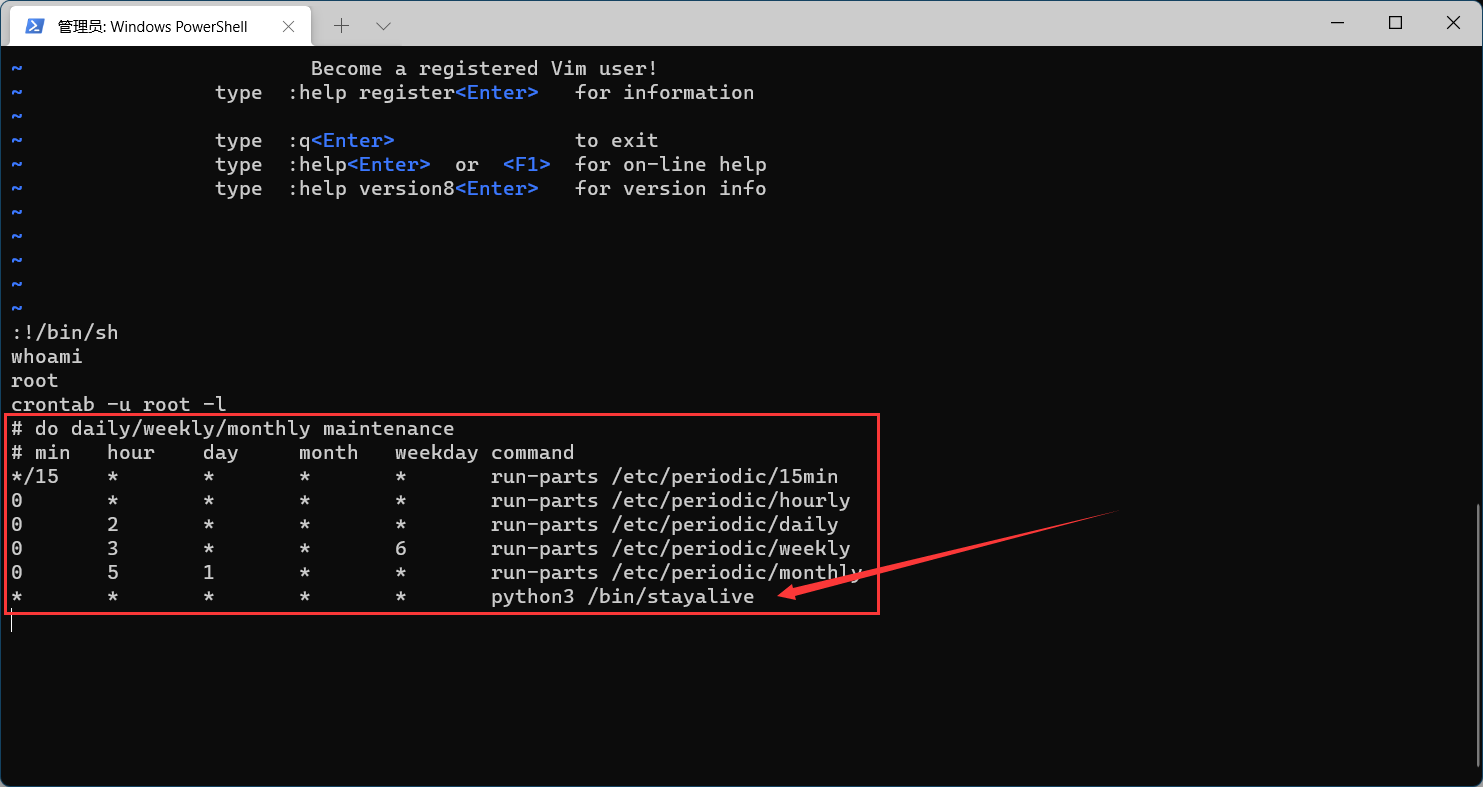 管理员: Windows PowerShell
~ Become a registered Vim user!
~ type :help register<Enter> for information
~
~ type :q<Enter> to exit
~ type :help<Enter> or <F1> for on-line help
~ type :help version8<Enter> for version info
~
~
~
~
~
:!/bin/sh
whoami
root
crontab -u root -l
# do daily/weekly/monthly maintenance
# min hour day month weekday command
*/15 * * * * run-parts /etc/periodic/15min
0 * * * * run-parts /etc/periodic/hourly
0 2 * * * run-parts /etc/periodic/daily
0 3 * * 6 run-parts /etc/periodic/weekly
0 5 1 * * run-parts /etc/periodic/monthly
* * * * * python3 /bin/stayalive